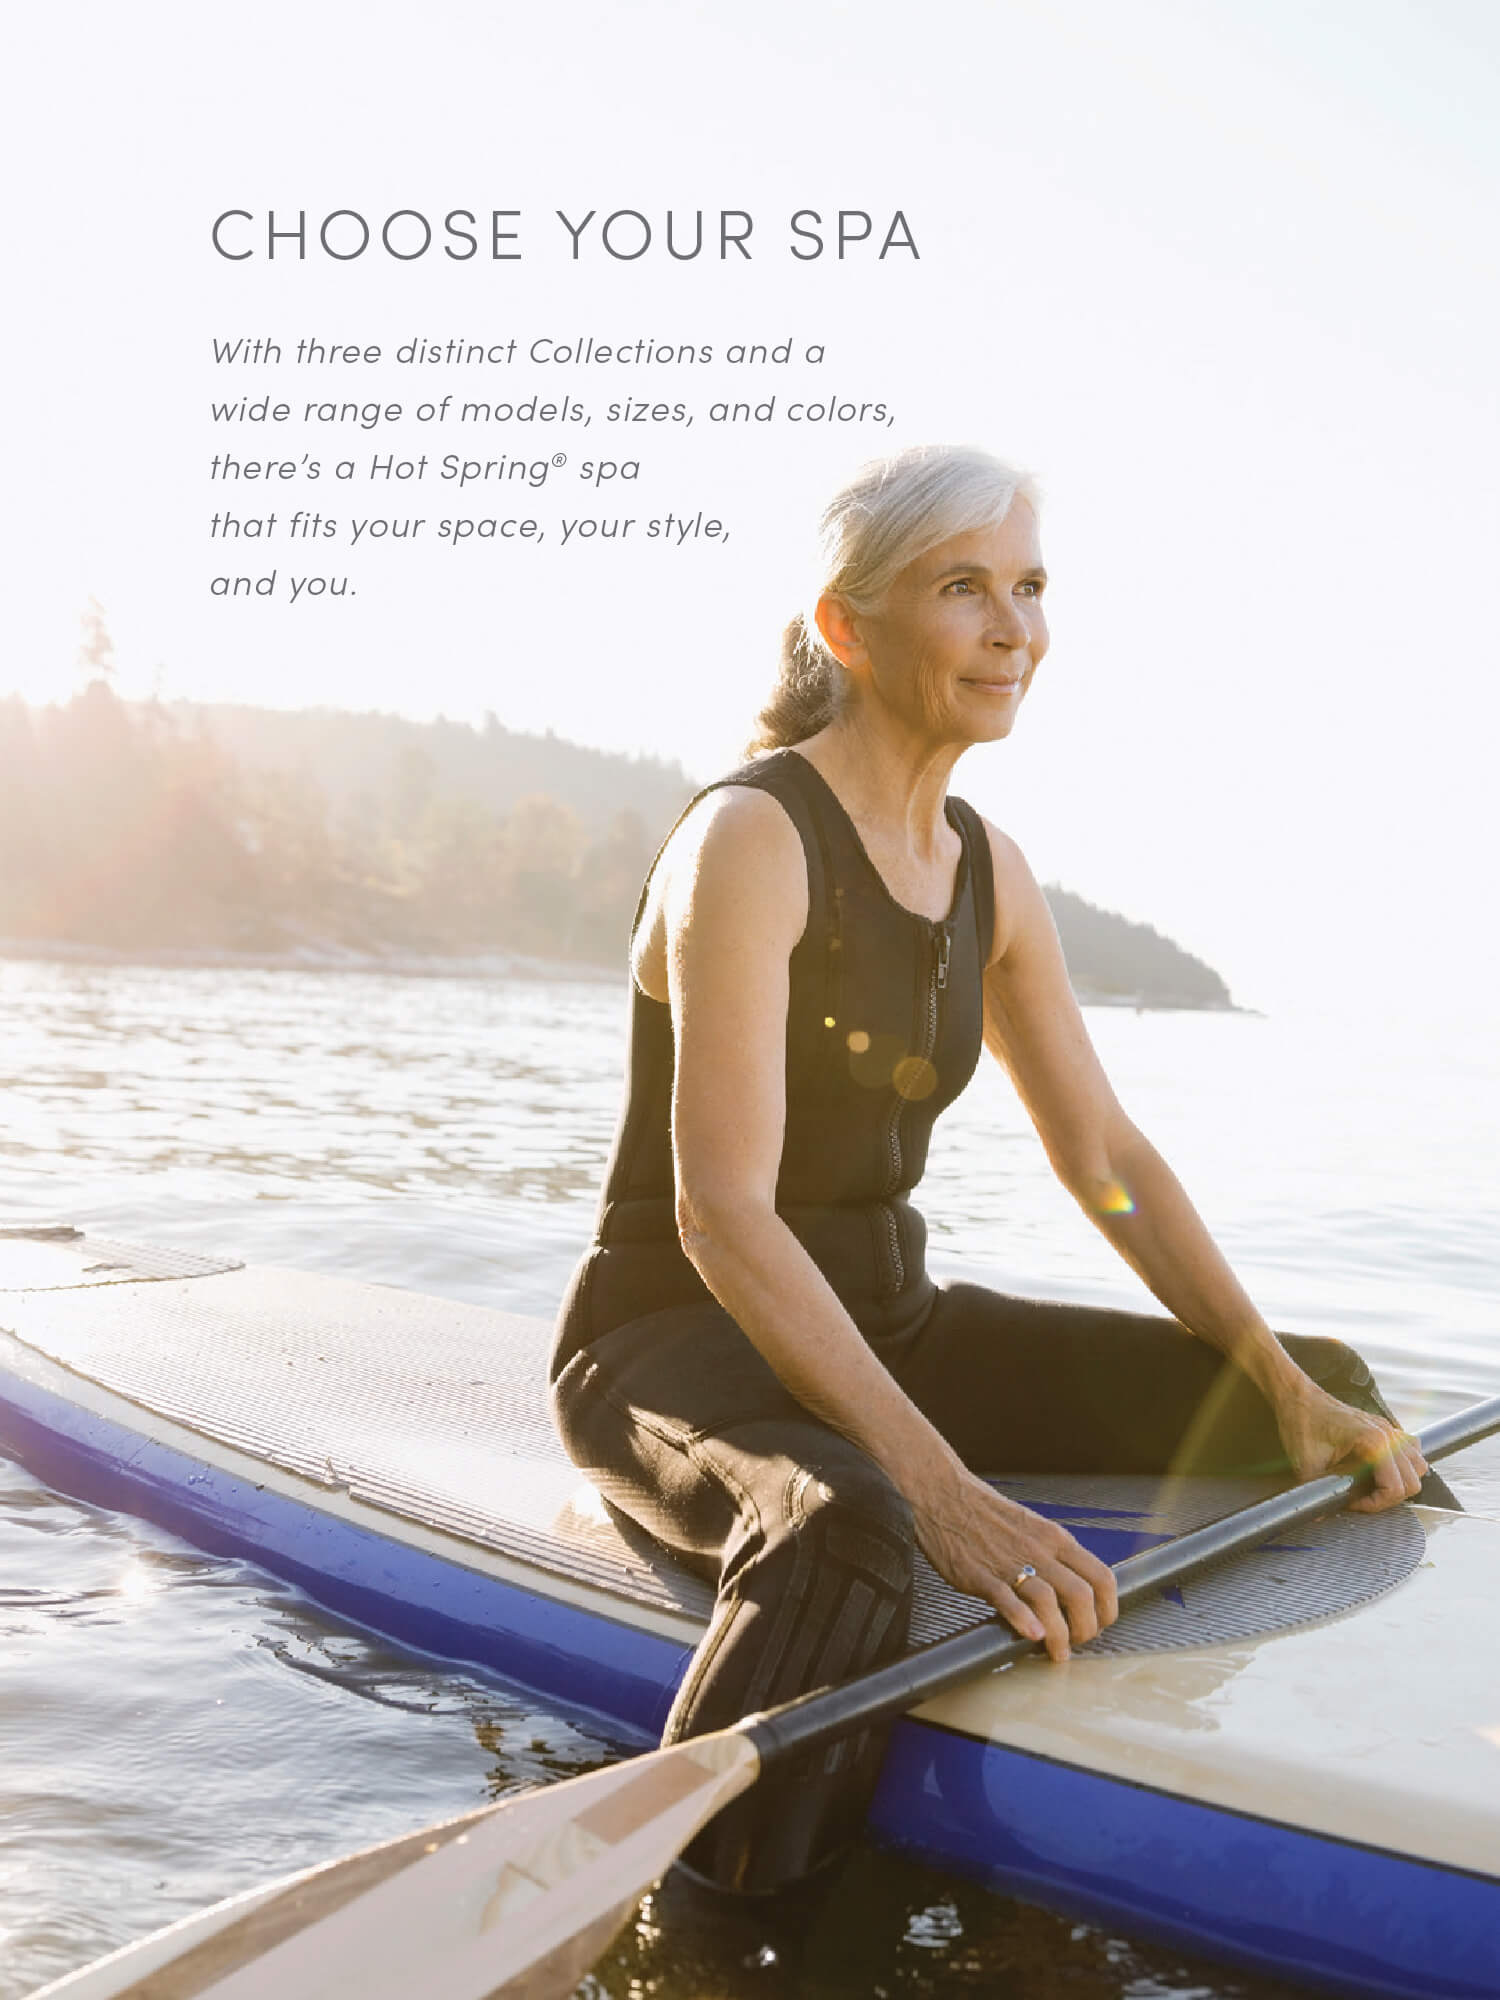 CHOOSE YOUR SPA
With three distinct Collections and a
wide range of models, sizes, and colors,
there’s a Hot Spring® spa
that fits your space, your style,
and you.